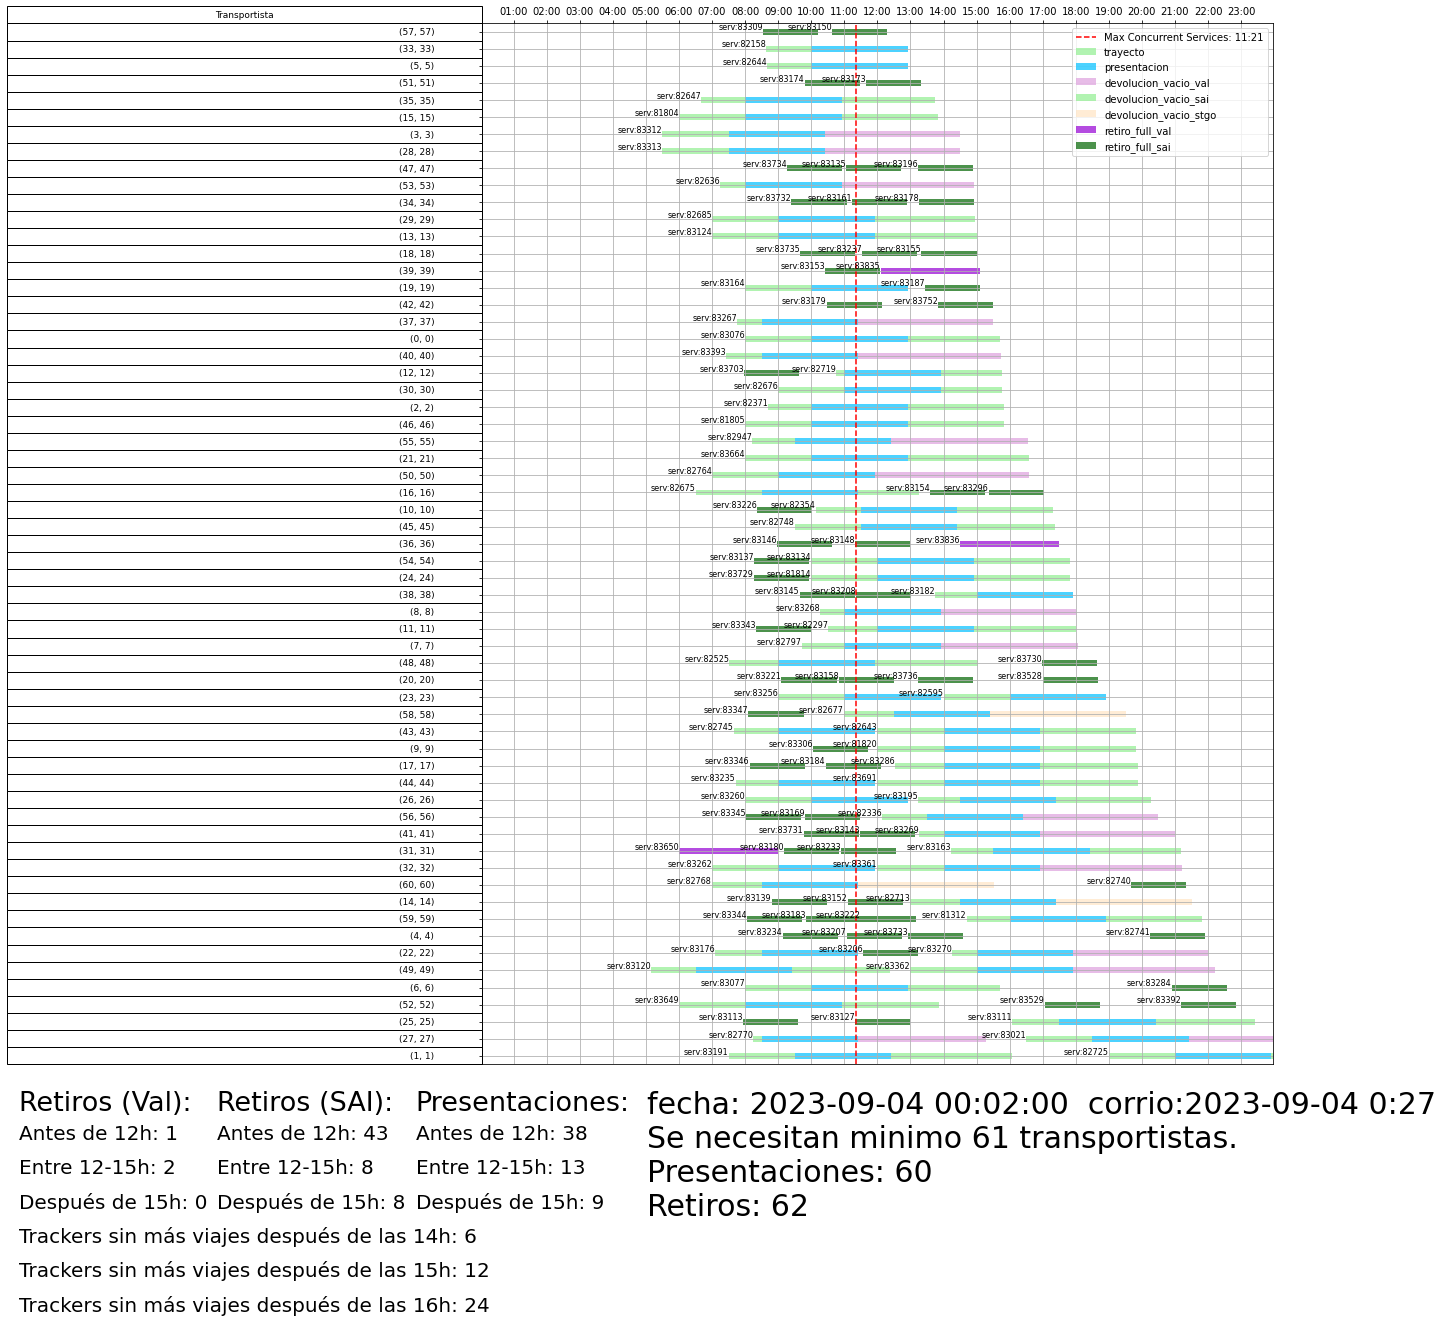 Transportista
01:00 02:00 03:00 04:00 05:00 06:00 07:00 08:00 09:00 10:00 11:00 12:00 13:00 14:00 15:00 16:00 17:00 18:00 19:00 20:00 21:00 22:00 23:00
Max Concurrent Services: 11:21
trayecto
presentacion
devolucion_vacio_val
devolucion_vacio_sai
devolucion_vacio_stgo
retiro_full_val
retiro_full_sai
(57, 57) serv:83309 serv:83150
(33, 33) serv:82158
(5, 5) serv:82644
(51, 51) serv:83174 serv:83173
(35, 35) serv:82647
(15, 15) serv:81804
(3, 3) serv:83312
(28, 28) serv:83313
(47, 47) serv:83734 serv:83135 serv:83196
(53, 53) serv:82636
(34, 34) serv:83732 serv:83161 serv:83178
(29, 29) serv:82685
(13, 13) serv:83124
(18, 18) serv:83735 serv:83237 serv:83155
(39, 39) serv:83153 serv:83835
(19, 19) serv:83164 serv:83187
(42, 42) serv:83179 serv:83752
(37, 37) serv:83267
(0, 0) serv:83076
(40, 40) serv:83393
(12, 12) serv:83703 serv:82719
(30, 30) serv:82676
(2, 2) serv:82371
(46, 46) serv:81805
(55, 55) serv:82947
(21, 21) serv:83664
(50, 50) serv:82764
(16, 16) serv:82675 serv:83154 serv:83296
(10, 10) serv:83226 serv:82354
(45, 45) serv:82748
(36, 36) serv:83146 serv:83148 serv:83836
(54, 54) serv:83137 serv:83134
(24, 24) serv:83729 serv:81814
(38, 38) serv:83145 serv:83208 serv:83182
(8, 8) serv:83268
(11, 11) serv:83343 serv:82297
(7, 7) serv:82797
(48, 48) serv:82525 serv:83730
(20, 20) serv:83221 serv:83158 serv:83736 serv:83528
(23, 23) serv:83256 serv:82595
(58, 58) serv:83347 serv:82677
(43, 43) serv:82745 serv:82643
(9, 9) serv:83306 serv:81820
(17, 17) serv:83346 serv:83184 serv:83286
(44, 44) serv:83235 serv:83691
(26, 26) serv:83260 serv:83195
(56, 56) serv:83345 serv:83169 serv:82336
(41, 41) serv:83731 serv:83143 serv:83269
(31, 31) serv:83650 serv:83180 serv:83233 serv:83163
(32, 32) serv:83262 serv:83361
(60, 60) serv:82768 serv:82740
(14, 14) serv:83139 serv:83152 serv:82713
(59, 59) serv:83344 serv:83183 serv:83222 serv:81312
(4, 4) serv:83234 serv:83207 serv:83733 serv:82741
(22, 22) serv:83176 serv:83206 serv:83270
(49, 49) serv:83120 serv:83362
(6, 6) serv:83077 serv:83284
(52, 52) serv:83649 serv:83529 serv:83392
(25, 25) serv:83113 serv:83127 serv:83111
(27, 27) serv:82770 serv:83021
(1, 1) serv:83191 serv:82725
Retiros (Val): Retiros (SAI): Presentaciones:
Antes de 12h: 1 Antes de 12h: 43 Antes de 12h: 38
Entre 12-15h: 2 Entre 12-15h: 8 Entre 12-15h: 13
Después de 15h: 0 Después de 15h: 8 Después de 15h: 9
Trackers sin más viajes después de las 14h: 6
Trackers sin más viajes después de las 15h: 12
Trackers sin más viajes después de las 16h: 24
fecha: 2023-09-04 00:02:00 corrio:2023-09-04 0:27
Se necesitan minimo 61 transportistas.
Presentaciones: 60
Retiros: 62